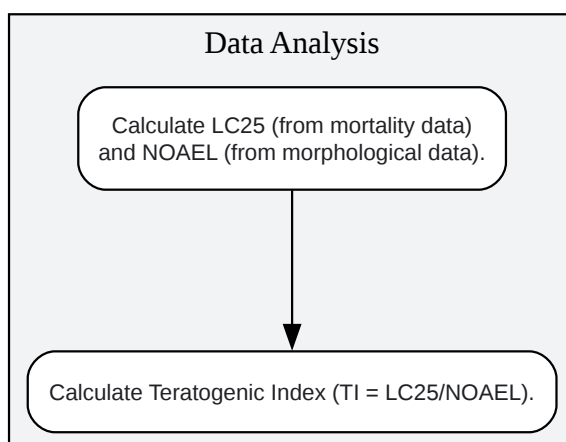 Data Analysis
Calculate LC25 (from mortality data)
and NOAEL (from morphological data).
Calculate Teratogenic Index (TI = LC25/NOAEL).